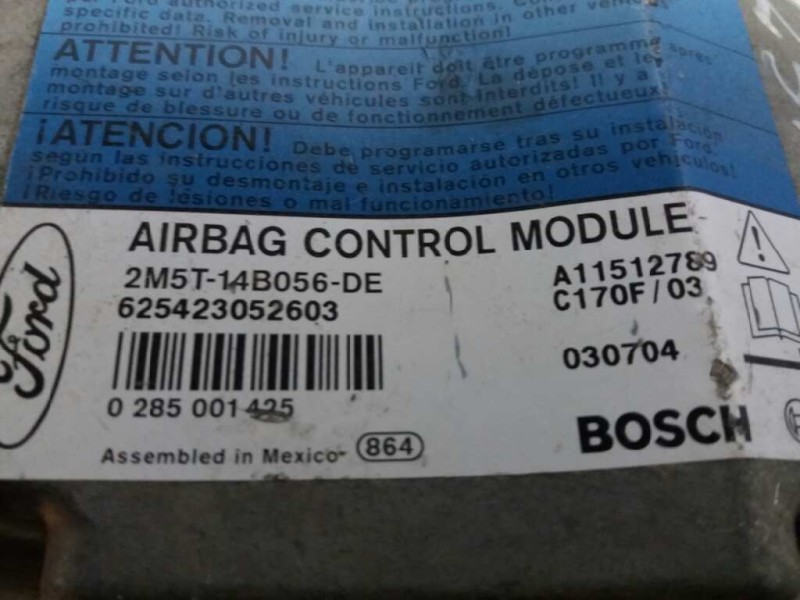 Ford authorized service instructions.
specific data. Removal and installation in other
prohibited! Risk of injury or malfunction!
ATTENTION! L'appareil doit être programmé après
montage selon les instructions Ford. La dépose et le
montage sur d'autres véhicules sont interdits! Il y a
risque de blessure ou de fonctionnement défectueux!
¡ATENCION! Debe programarse tras su instalación
según las instrucciones de servicio autorizadas por Ford.
¡Prohibido su desmontaje e instalación en otros vehículos!
¡Riesgo de lesiones o mal funcionamiento!
Ford
AIRBAG CONTROL MODULE
2M5T-14B056-DE
A11512789
625423052603
C170F/03
030704
0 285 001 425
BOSCH
Assembled in Mexico- 864